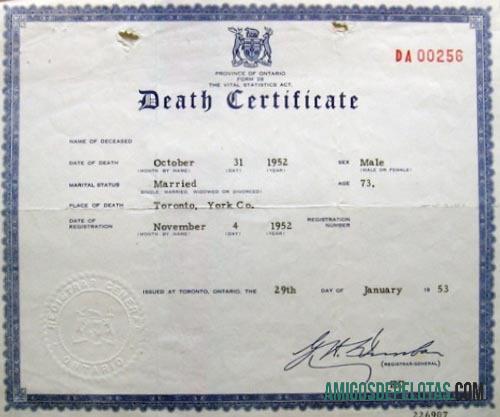 DA 00256
PROVINCE OF ONTARIO
FORM 28
THE VITAL STATISTICS ACT.
Death Certificate
NAME OF DECEASED
DATE OF DEATH October 31 1952 SEX Male
(MONTH BY NAME) (DAY) (YEAR) (MALE OR FEMALE)
MARITAL STATUS Married AGE 73.
SINGLE, MARRIED, WIDOWED OR DIVORCED)
PLACE OF DEATH Toronto, York Co.
DATE OF REGISTRATION November 4 1952 REGISTRATION NUMBER
(MONTH BY NAME) (DAY) (YEAR)
ISSUED AT TORONTO, ONTARIO, THE 29th DAY OF January 19 53
REGISTRAR GENERAL
ONTARIO
(REGISTRAR-GENERAL)
AMIGOSDEPELOTAS.COM
226987